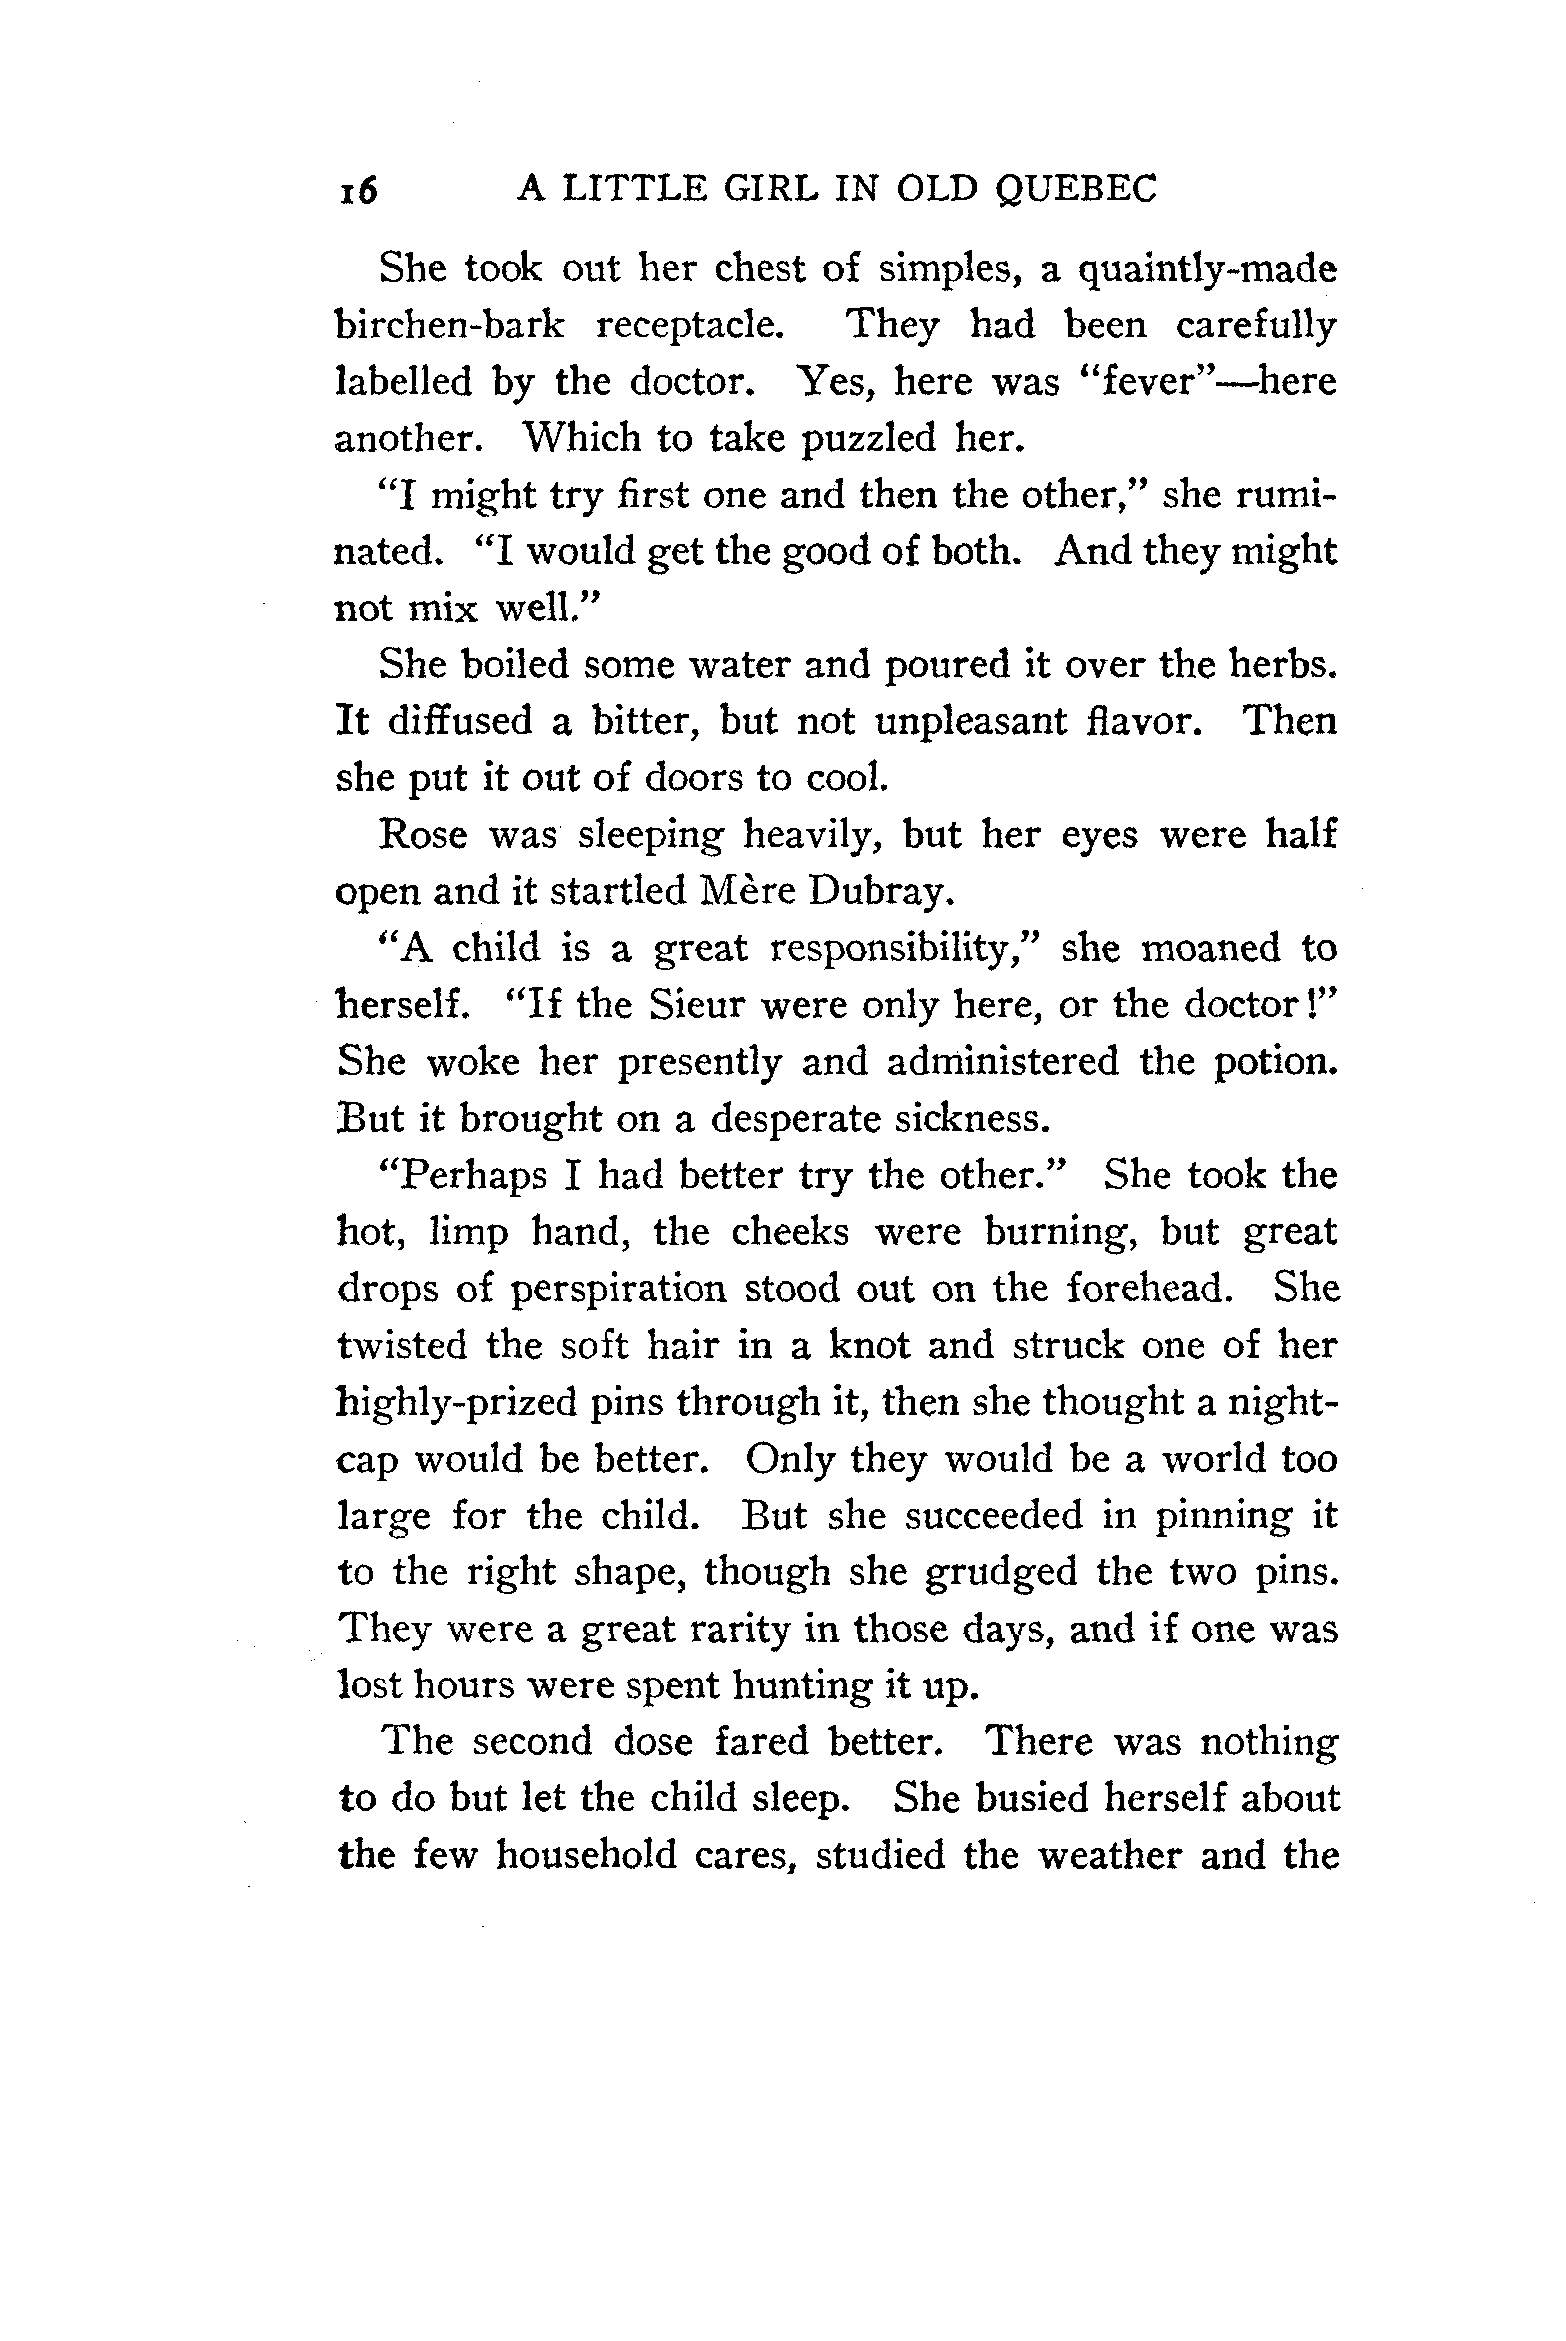 16 A LITTLE GIRL IN OLD QUEBEC
She took out her chest of simples, a quaintly-made
birchen-bark receptacle. They had been carefully
labelled by the doctor. Yes, here was “fever”—here
another. Which to take puzzled her.
“I might try first one and then the other,” she rumi-
nated. “I would get the good of both. And they might
not mix well.”
She boiled some water and poured it over the herbs.
It diffused a bitter, but not unpleasant flavor. Then
she put it out of doors to cool.
Rose was sleeping heavily, but her eyes were half
open and it startled Mère Dubray.
“A child is a great responsibility,” she moaned to
herself. “If the Sieur were only here, or the doctor!”
She woke her presently and administered the potion.
But it brought on a desperate sickness.
“Perhaps I had better try the other.” She took the
hot, limp hand, the cheeks were burning, but great
drops of perspiration stood out on the forehead. She
twisted the soft hair in a knot and struck one of her
highly-prized pins through it, then she thought a night-
cap would be better. Only they would be a world too
large for the child. But she succeeded in pinning it
to the right shape, though she grudged the two pins.
They were a great rarity in those days, and if one was
lost hours were spent hunting it up.
The second dose fared better. There was nothing
to do but let the child sleep. She busied herself about
the few household cares, studied the weather and the